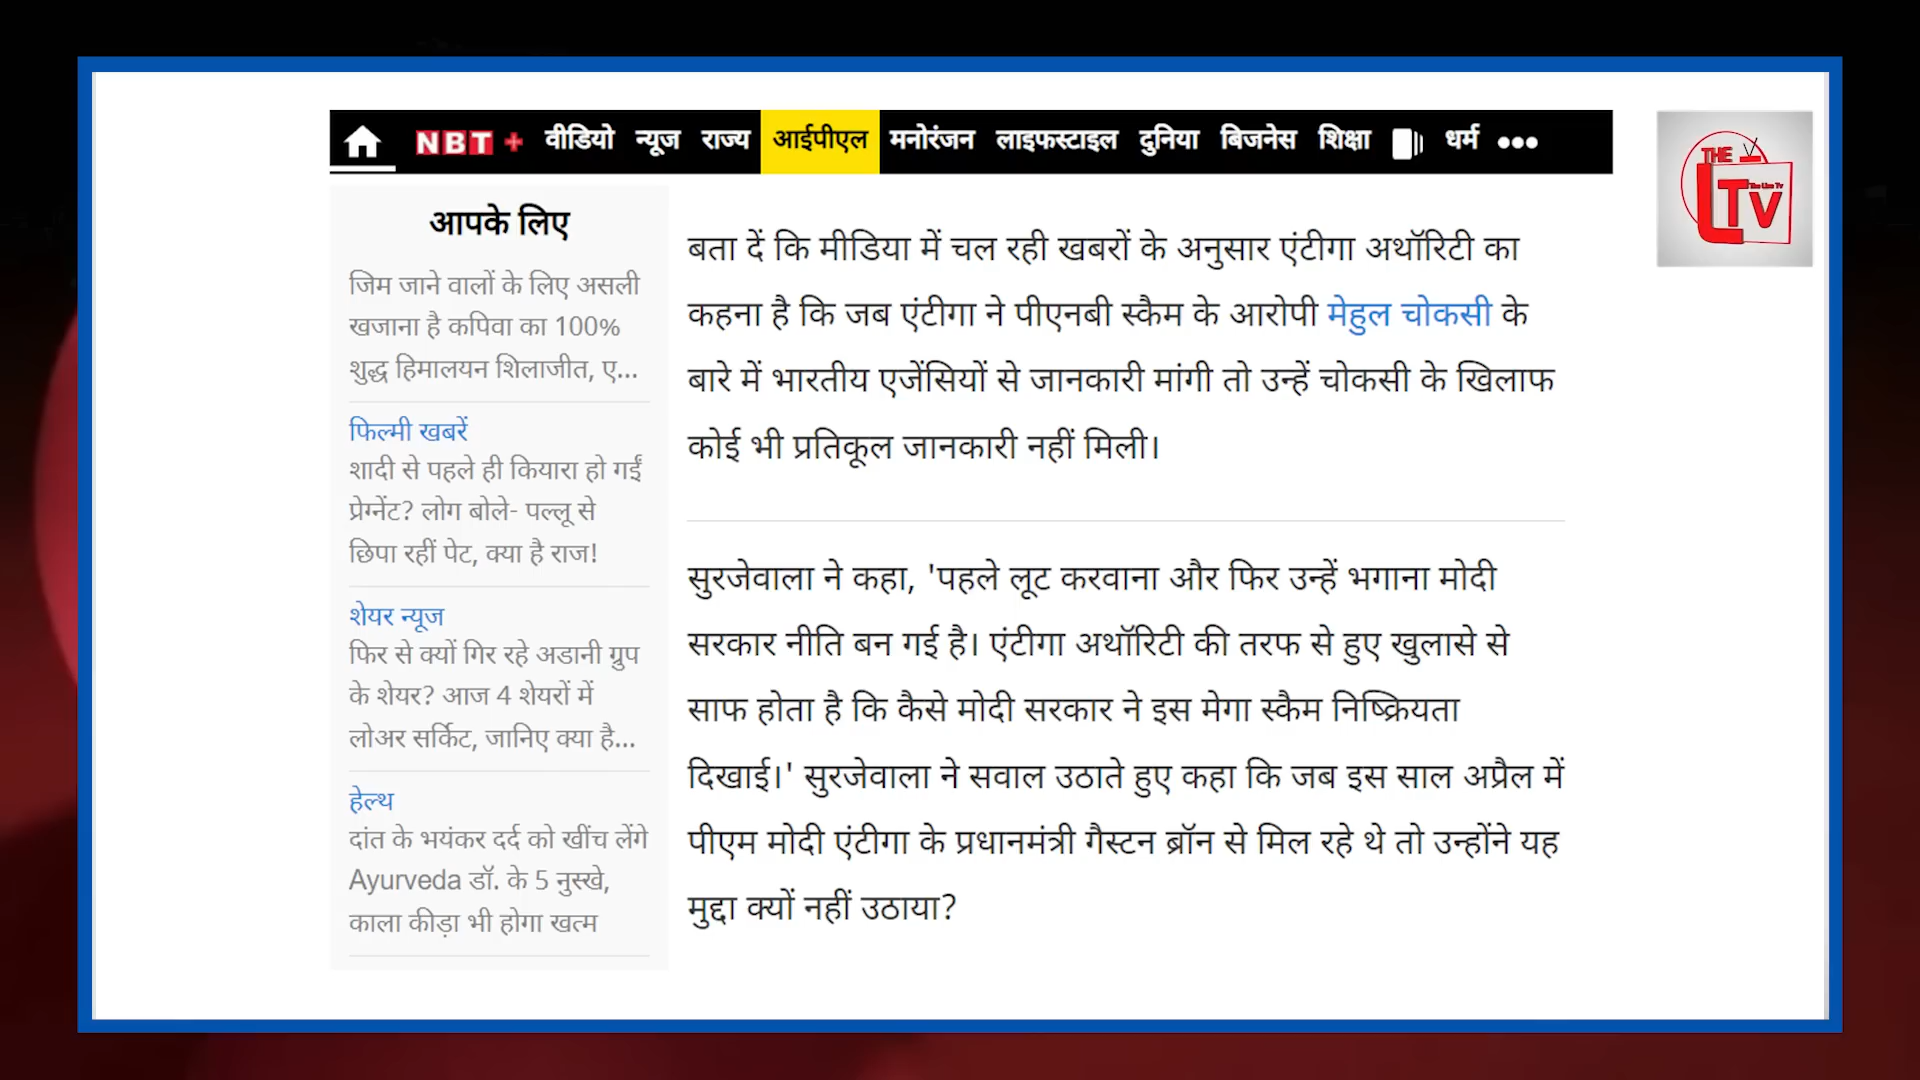 NBT + वीडियो न्यूज राज्य आईपीएल मनोरंजन लाइफस्टाइल दुनिया बिजनेस शिक्षा धर्म
THE
LTV
The Live Tv
आपके लिए
जिम जाने वालों के लिए असली
खजाना है कपिवा का 100%
शुद्ध हिमालयन शिलाजीत, ए...
फिल्मी खबरें
शादी से पहले ही कियारा हो गईं
प्रेग्नेंट? लोग बोले- पल्लू से
छिपा रहीं पेट, क्या है राज!
शेयर न्यूज
फिर से क्यों गिर रहे अडानी ग्रुप
के शेयर? आज 4 शेयरों में
लोअर सर्किट, जानिए क्या है...
हेल्थ
दांत के भयंकर दर्द को खींच लेंगे
Ayurveda डॉ. के 5 नुस्खे,
काला कीड़ा भी होगा खत्म
बता दें कि मीडिया में चल रही खबरों के अनुसार एंटीगा अथॉरिटी का
कहना है कि जब एंटीगा ने पीएनबी स्कैम के आरोपी मेहुल चोकसी के
बारे में भारतीय एजेंसियों से जानकारी मांगी तो उन्हें चोकसी के खिलाफ
कोई भी प्रतिकूल जानकारी नहीं मिली।
सुरजेवाला ने कहा, 'पहले लूट करवाना और फिर उन्हें भगाना मोदी
सरकार नीति बन गई है। एंटीगा अथॉरिटी की तरफ से हुए खुलासे से
साफ होता है कि कैसे मोदी सरकार ने इस मेगा स्कैम निष्क्रियता
दिखाई।' सुरजेवाला ने सवाल उठाते हुए कहा कि जब इस साल अप्रैल में
पीएम मोदी एंटीगा के प्रधानमंत्री गैस्टन ब्रॉन से मिल रहे थे तो उन्होंने यह
मुद्दा क्यों नहीं उठाया?